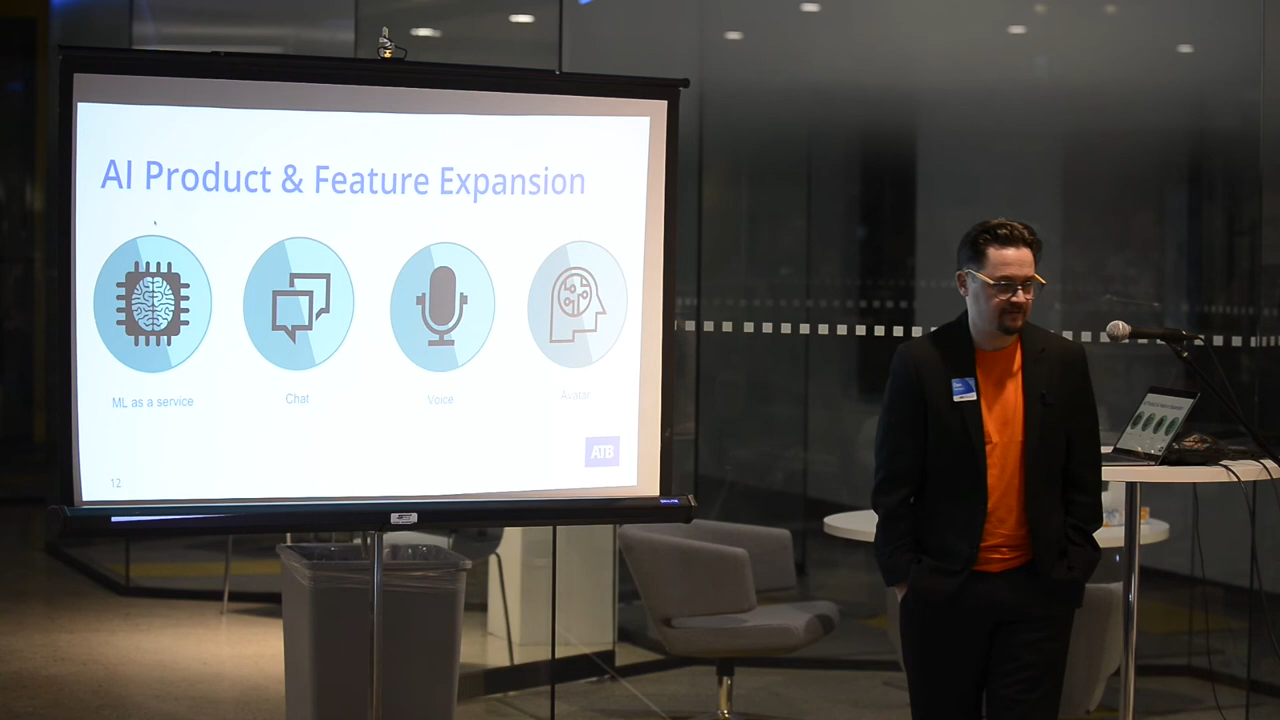 AI Product & Feature Expansion
ML as a service
Chat
Voice
Avatar
ATB
12